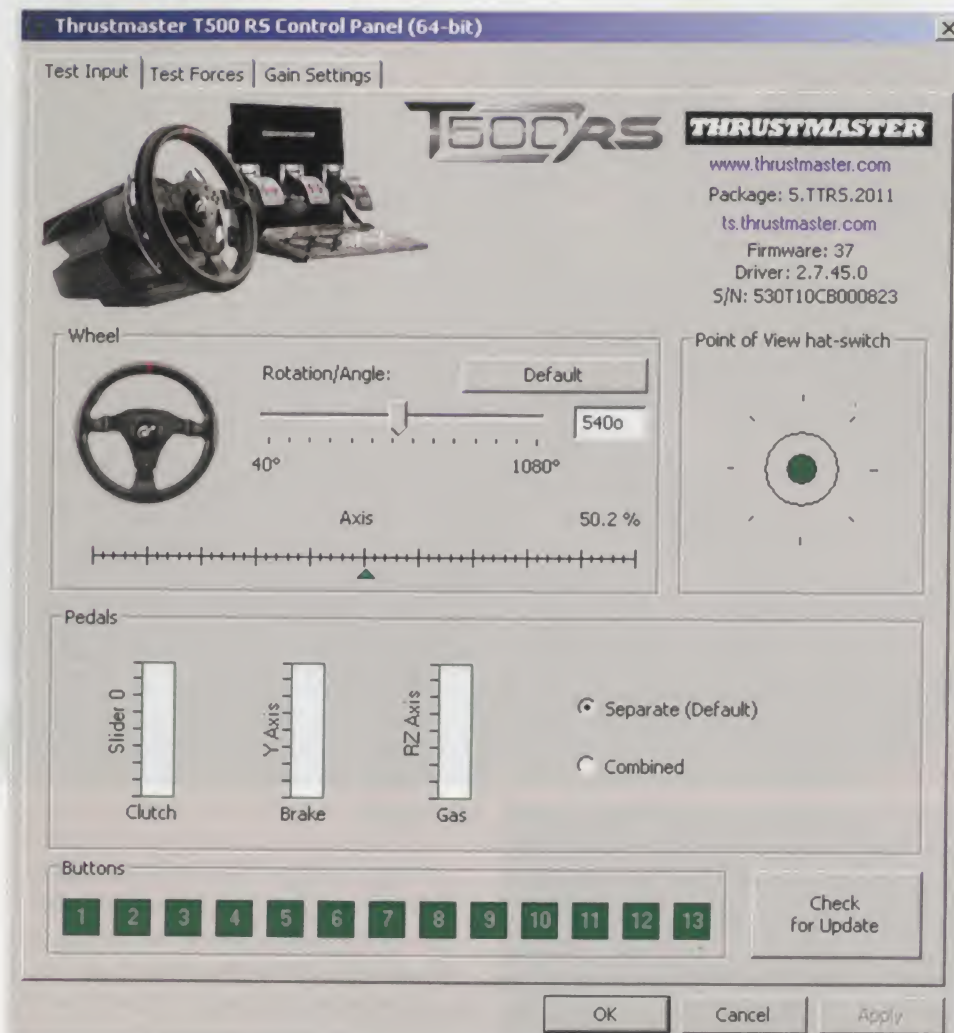 Thrustmaster T500 RS Control Panel (64-bit)
Test Input
Test Forces
Gain Settings
T500RS
THRUSTMASTER
www.thrustmaster.com
Package: 5.TTRS.2011
ts.thrustmaster.com
Firmware: 37
Driver: 2.7.45.0
S/N: 530T10CB000823
Wheel
Rotation/Angle:
Default
540o
40°
1080°
Axis
50.2 %
Point of View hat-switch
Pedals
Slider 0
Clutch
Y Axis
Brake
RZ Axis
Gas
Separate (Default)
Combined
Buttons
1 2 3 4 5 6 7 8 9 10 11 12 13
Check
for Update
OK
Cancel
Apply